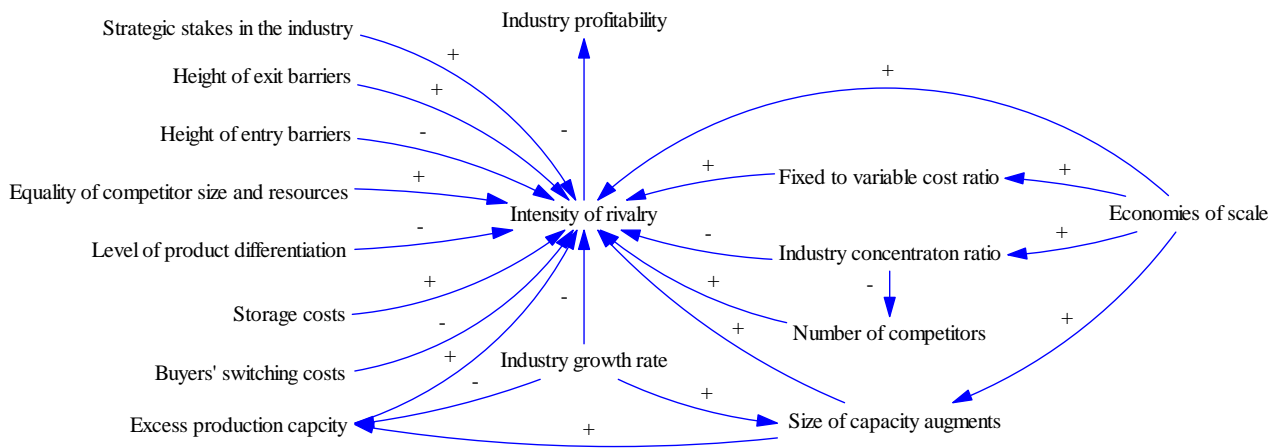 Industry profitability
Strategic stakes in the industry
+
Height of exit barriers
+
+
Height of entry barriers
-
-
Equality of competitor size and resources
+
+
Fixed to variable cost ratio
+
Intensity of rivalry
Economies of scale
Level of product differentiation
-
-
Industry concentraton ratio
+
Storage costs
+
-
+
-
Number of competitors
Buyers' switching costs
-
+
-
Industry growth rate
+
+
Excess production capcity
+
+
Size of capacity augments